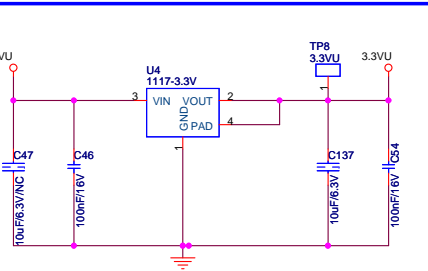 VU
TP8
3.3VU
3.3VU
U4
1117-3.3V
3
VIN
VOUT
2
GND
PAD
4
1
1
C47
10uF/6.3V/NC
C46
100nF/16V
C137
10uF/6.3V
C54
100nF/16V